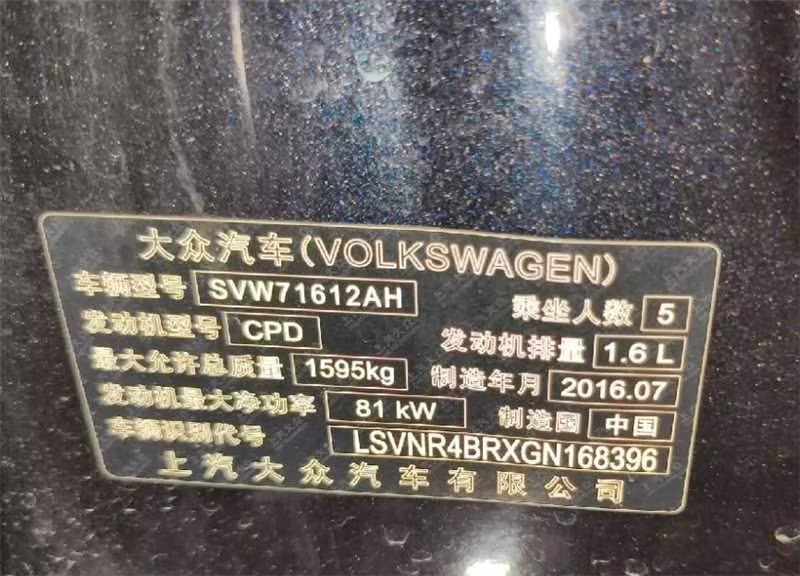 大众汽车(VOLKSWAGEN)
车辆型号 SVW71612AH 乘坐人数 5
发动机型号 CPD 发动机排量 1.6 L
最大允许总质量 1595kg 制造年月 2016.07
发动机最大净功率 81 kW 制造国 中国
车辆识别代号 LSVNR4BRXGN168396
上汽大众汽车有限公司